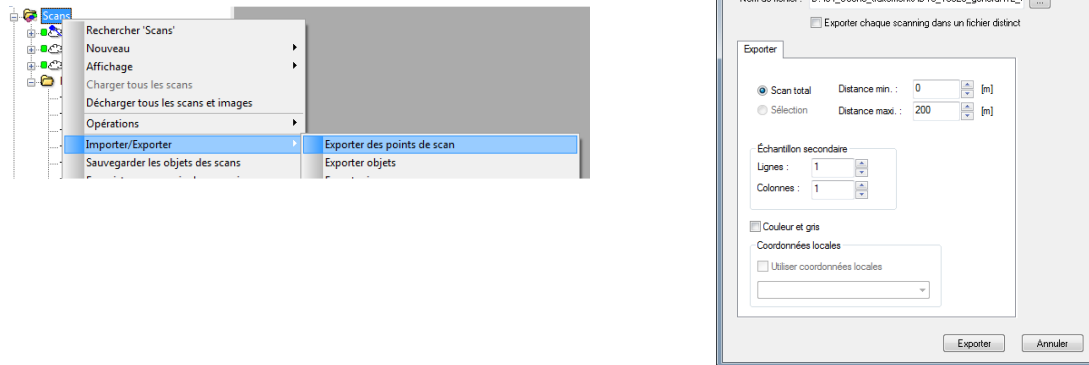 Scans
Rechercher 'Scans'
Nouveau
Affichage
Charger tous les scans
Décharger tous les scans et images
Opérations
Importer/Exporter
Sauvegarder les objets des scans
Exporter des points de scan
Exporter objets
...
Exporter chaque scanning dans un fichier distinct
Exporter
Scan total
Distance min. : 0 [m]
Sélection
Distance maxi. : 200 [m]
Échantillon secondaire
Lignes : 1
Colonnes : 1
Couleur et gris
Coordonnées locales
Utiliser coordonnées locales
Exporter
Annuler